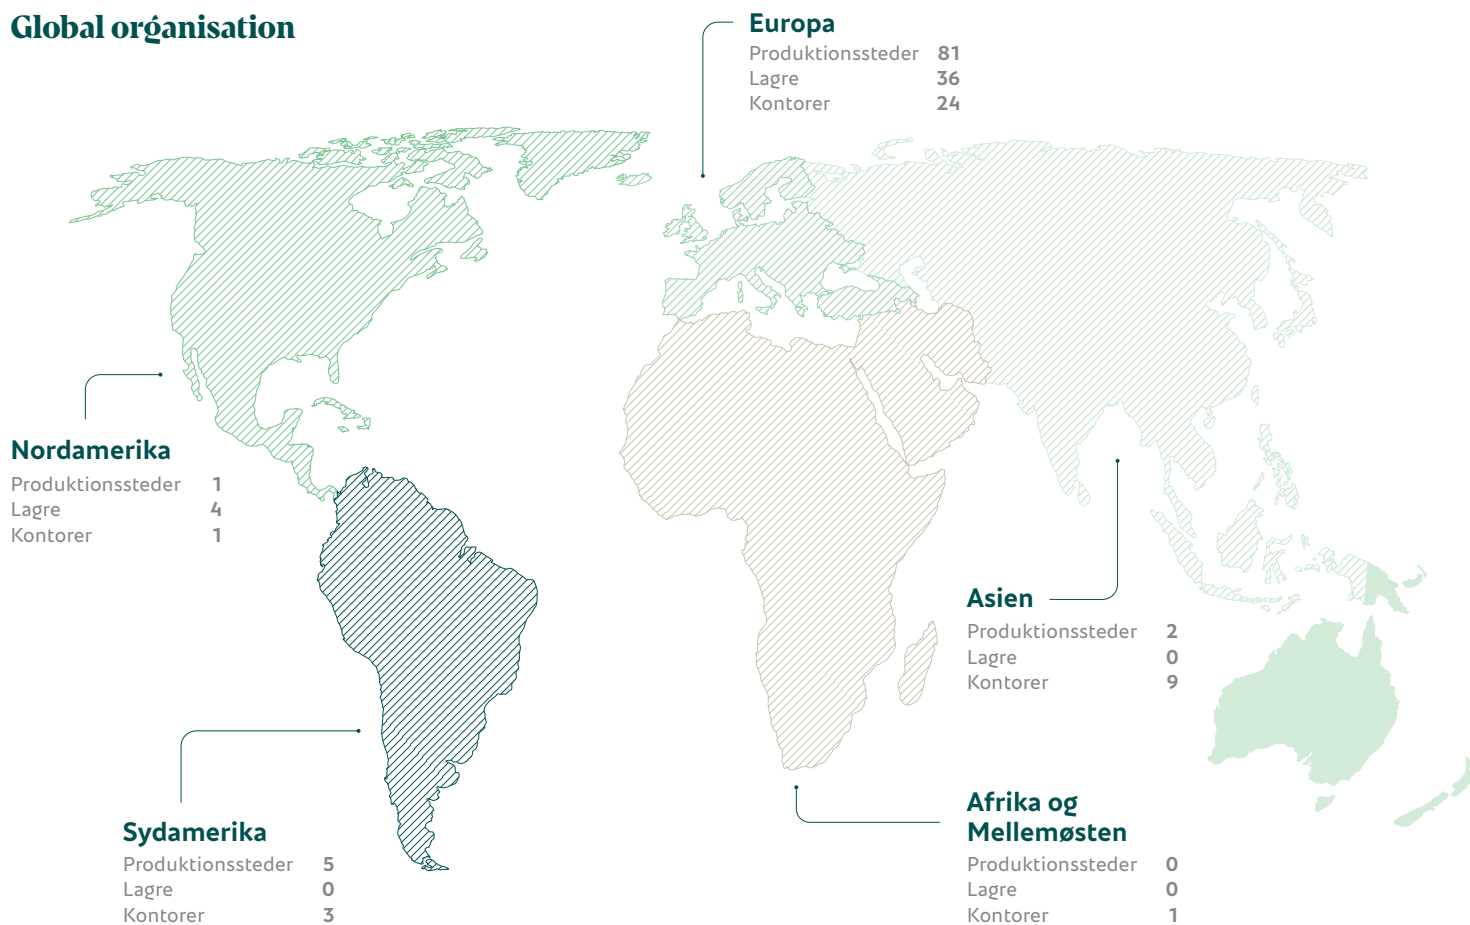 Global organisation
Europa
Produktionssteder 81
Lagre 36
Kontorer 24
Nordamerika
Produktionssteder 1
Lagre 4
Kontorer 1
Asien
Produktionssteder 2
Lagre 0
Kontorer 9
Sydamerika
Produktionssteder 5
Lagre 0
Kontorer 3
Afrika og
Mellemøsten
Produktionssteder 0
Lagre 0
Kontorer 1